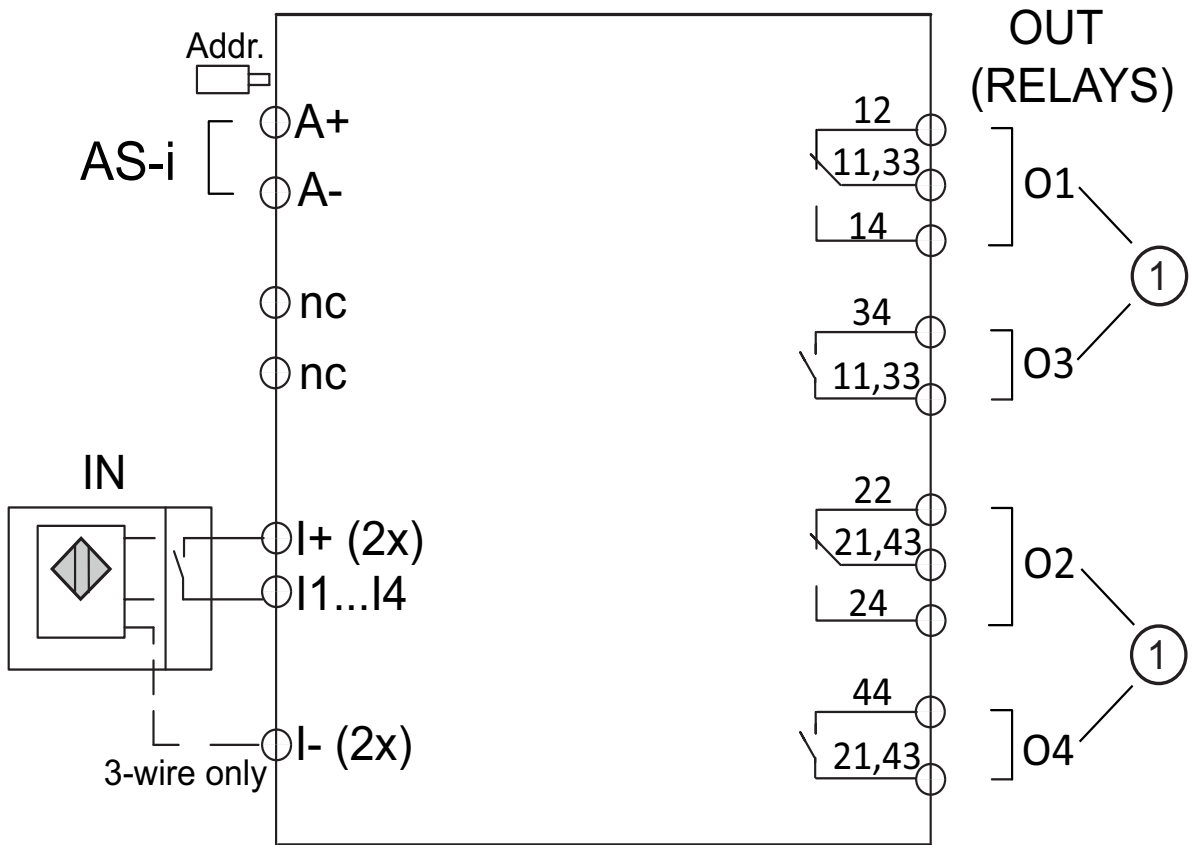 Addr.
AS-i
A+
A-
nc
nc
IN
I+ (2x)
I1...I4
I- (2x)
3-wire only
OUT
(RELAYS)
12
11,33
14
O1
1
34
11,33
O3
22
21,43
24
O2
1
44
21,43
O4